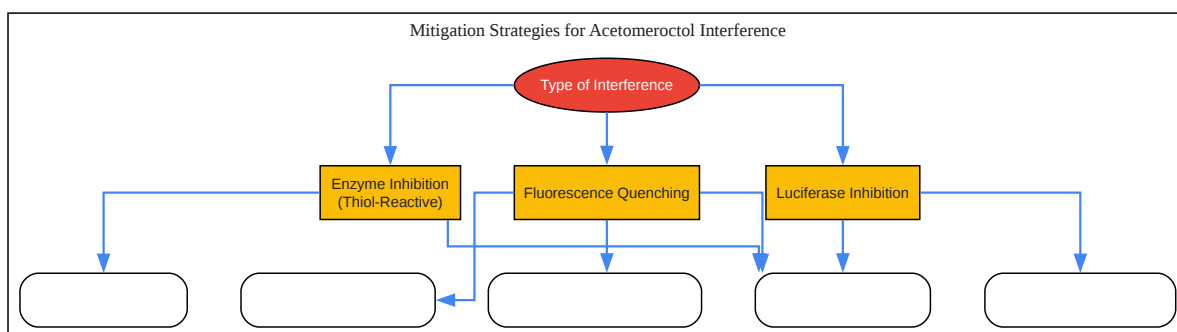 Mitigation Strategies for Acetomeroctol Interference
Type of Interference
Enzyme Inhibition
(Thiol-Reactive)
Fluorescence Quenching
Luciferase Inhibition